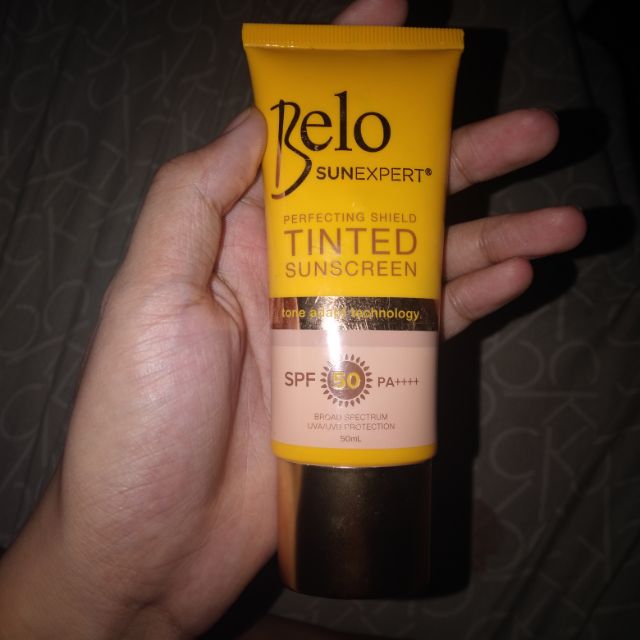 Belo
SUNEXPERT®
PERFECTING SHIELD
TINTED
SUNSCREEN
tone adapt technology
SPF 50 PA++++
BROAD SPECTRUM
UVA/UVB PROTECTION
50mL